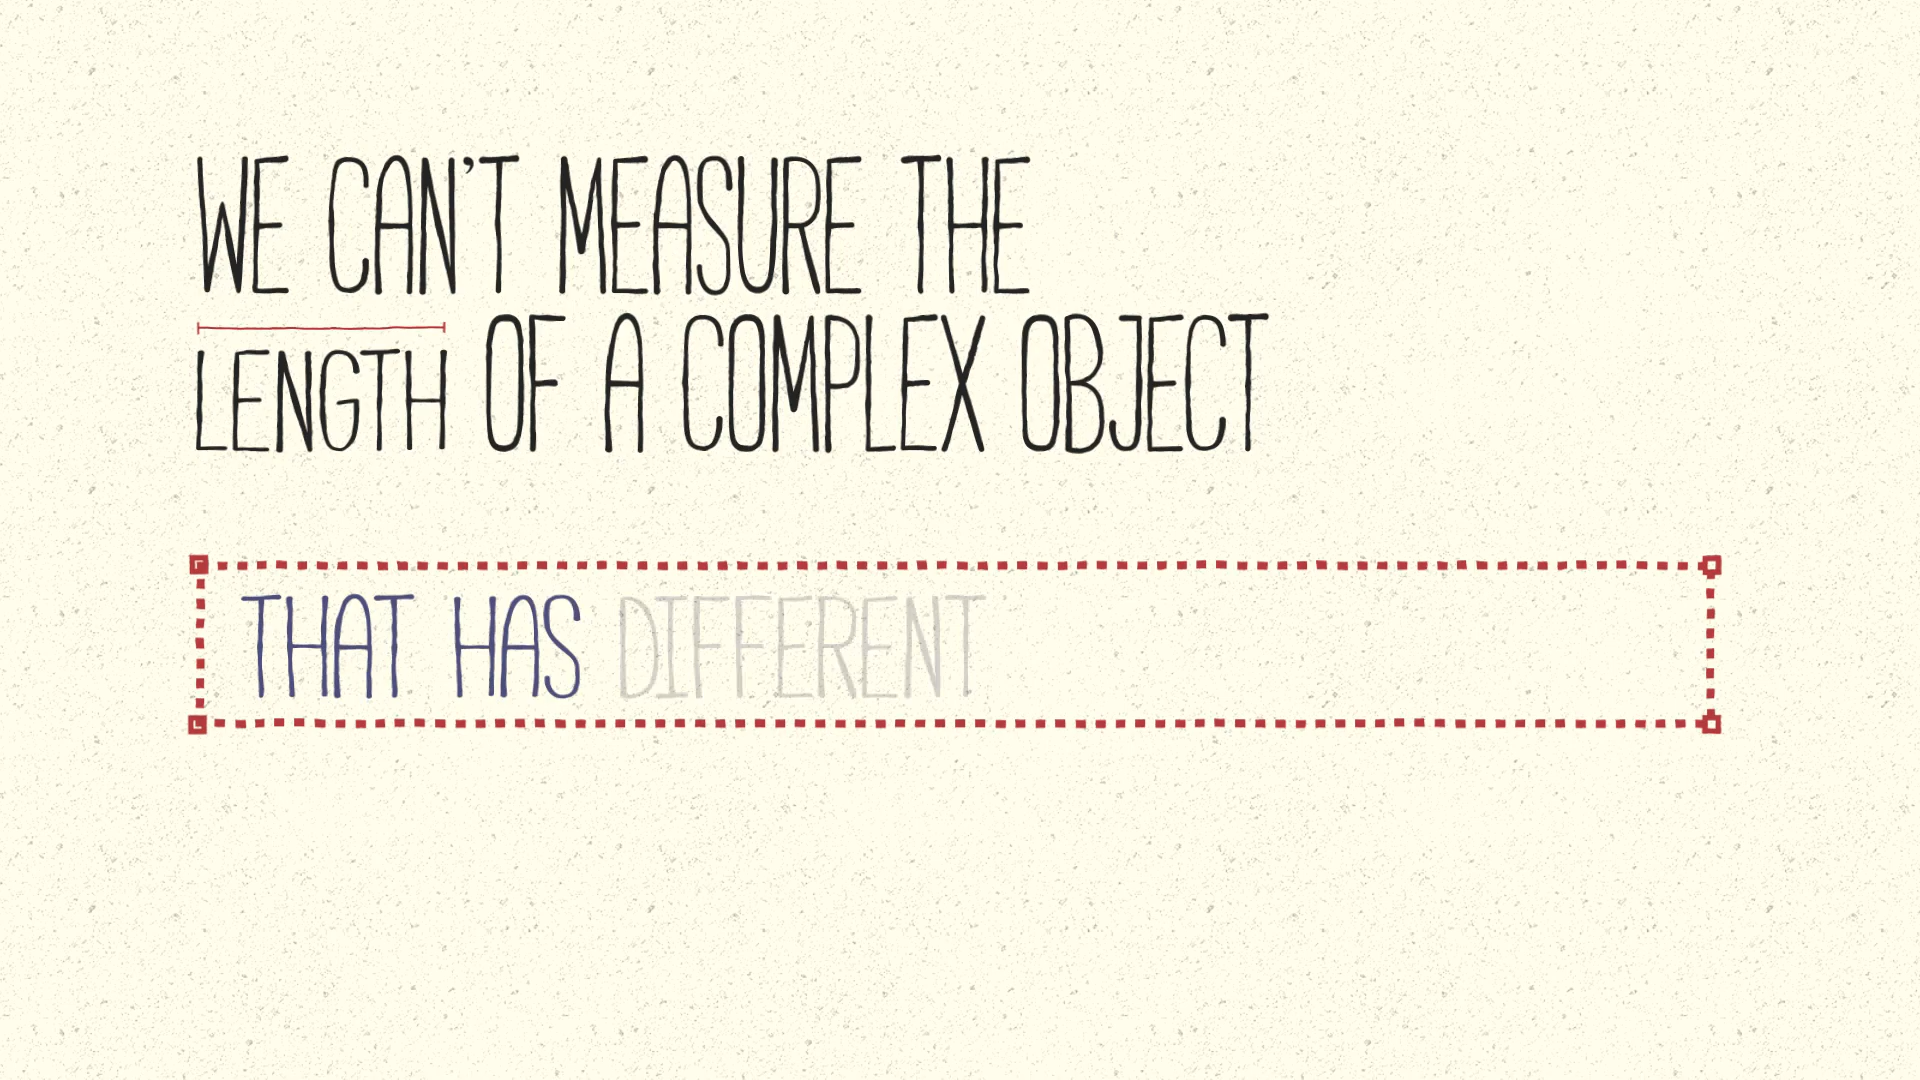 WE CAN'T MEASURE THE
LENGTH OF A COMPLEX OBJECT
THAT HAS DIFFERENT